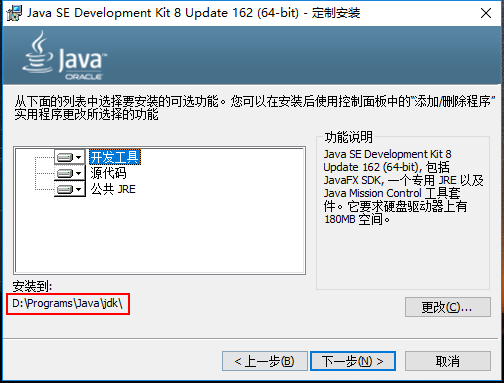 Java SE Development Kit 8 Update 162 (64-bit) - 定制安装
Java
ORACLE
从下面的列表中选择要安装的可选功能。您可以在安装后使用控制面板中的“添加/删除程序”
实用程序更改所选择的功能
开发工具
源代码
公共 JRE
功能说明
Java SE Development Kit 8
Update 162 (64-bit), 包括
JavaFX SDK, 一个专用 JRE 以及
Java Mission Control 工具套
件。它要求硬盘驱动器上有
180MB 空间。
安装到:
D:\Programs\Java\jdk\
更改(C)...
< 上一步(B)
下一步(N) >
取消